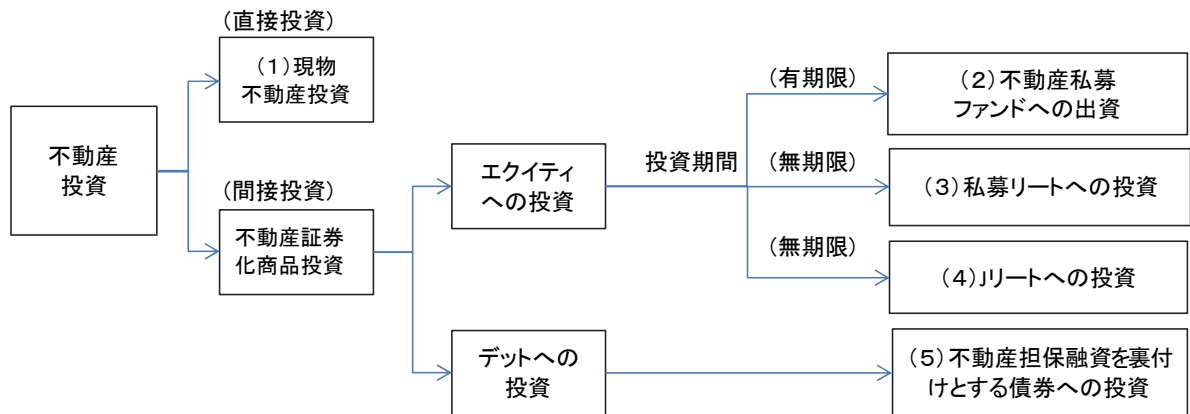 (直接投資)
(1)現物
不動産投資
不動産
投資
(間接投資)
不動産証券
化商品投資
エクイティ
への投資
デットへの
投資
投資期間
(有期限)
(2)不動産私募
ファンドへの出資
(無期限)
(3)私募リートへの投資
(無期限)
(4)Jリートへの投資
(5)不動産担保融資を裏付
けとする債券への投資